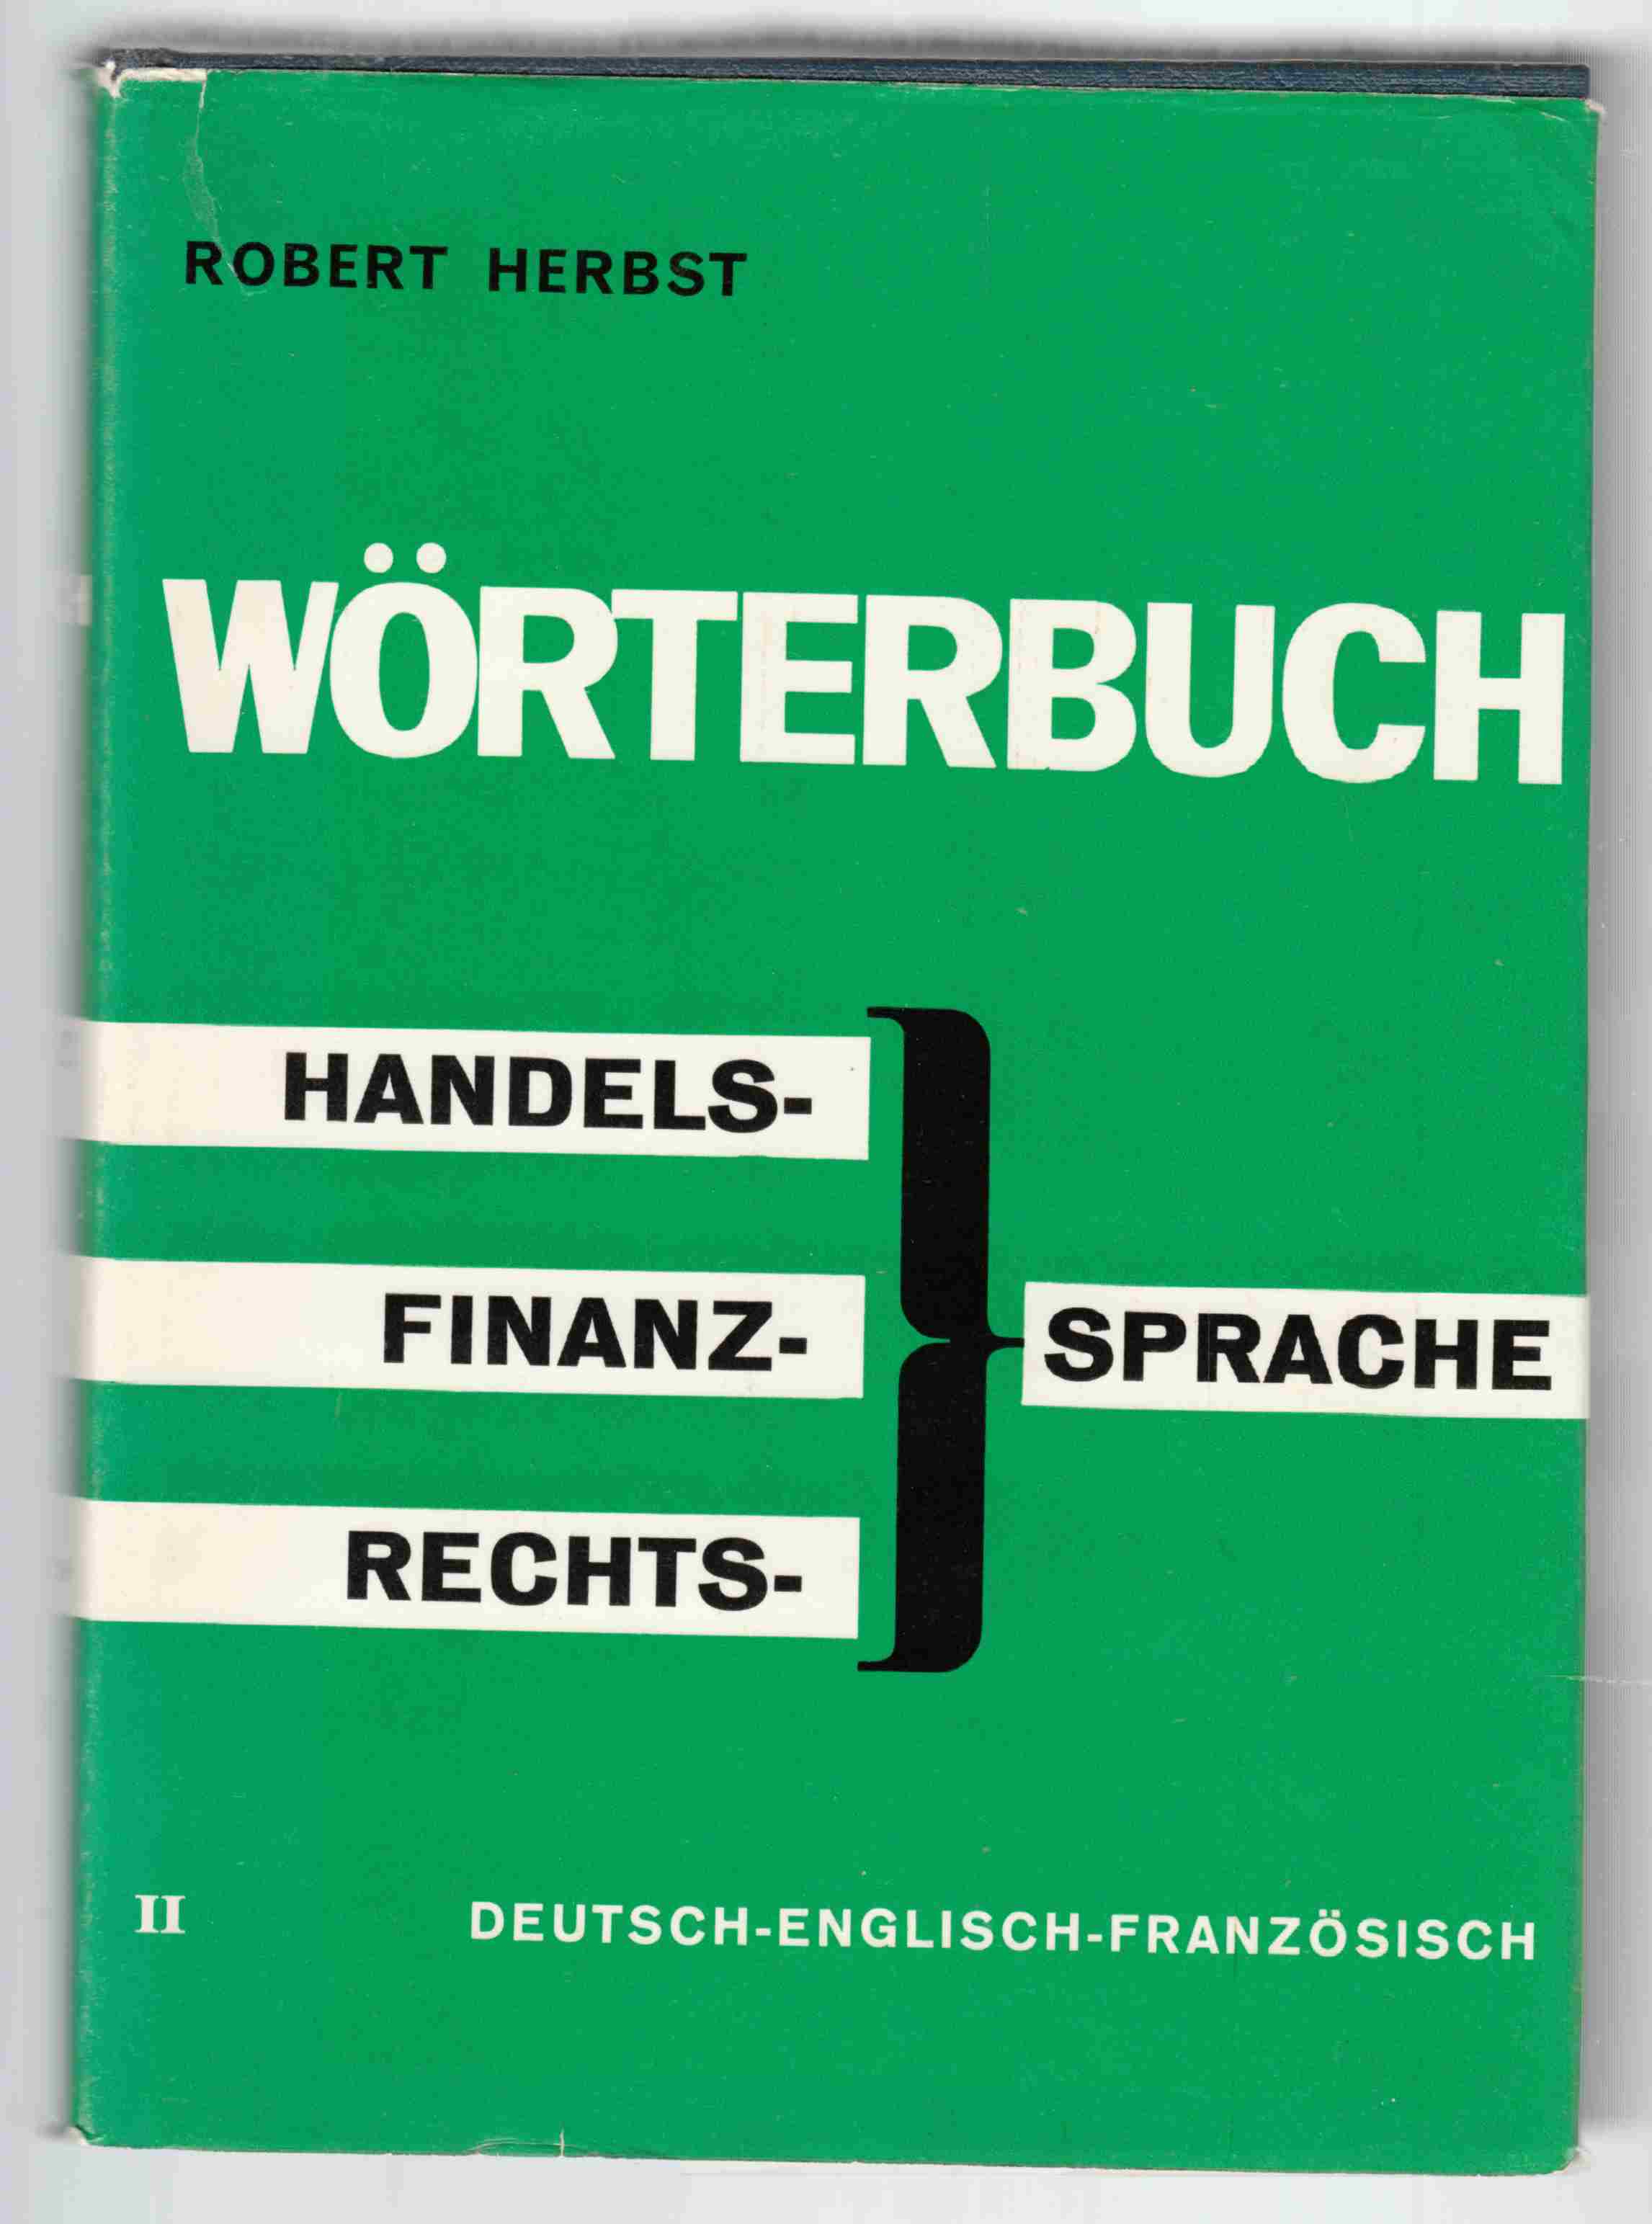 ROBERT HERBST
WÖRTERBUCH
HANDELS-
FINANZ-
RECHTS-
SPRACHE
II
DEUTSCH-ENGLISCH-FRANZÖSISCH